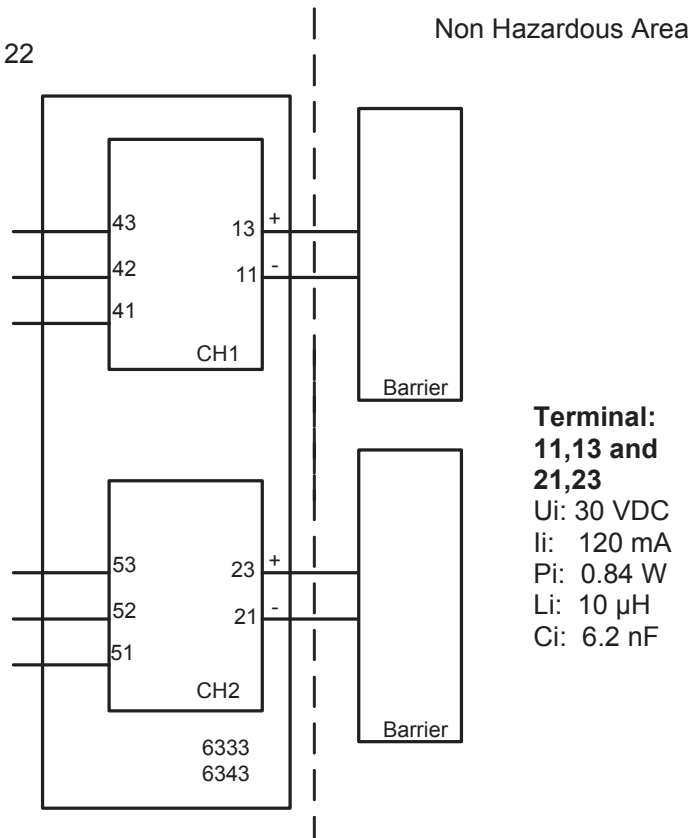 Non Hazardous Area
22
43
13 +
42
11 -
41
CH1
Barrier
Terminal:
11,13 and
21,23
Ui: 30 VDC
Ii: 120 mA
Pi: 0.84 W
Li: 10 µH
Ci: 6.2 nF
53
23 +
52
21 -
51
CH2
Barrier
6333
6343